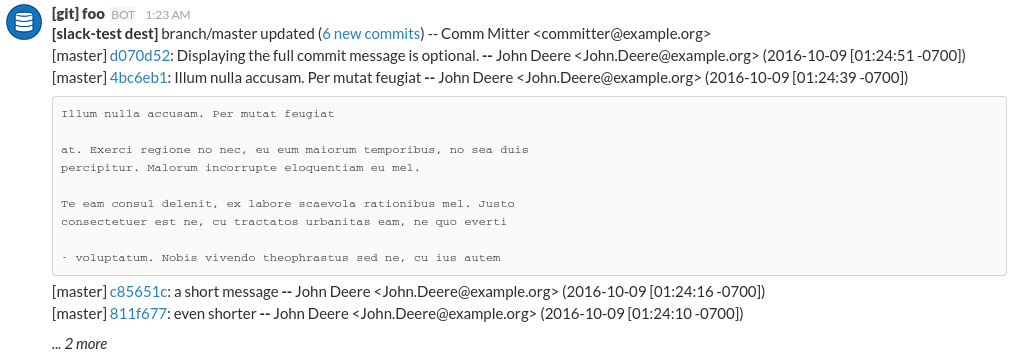 [git] foo BOT 1:23 AM
[slack-test dest] branch/master updated (6 new commits) -- Comm Mitter <committer@example.org>
[master] d070d52: Displaying the full commit message is optional. -- John Deere <John.Deere@example.org> (2016-10-09 [01:24:51 -0700])
[master] 4bc6eb1: Illum nulla accusam. Per mutat feugiat -- John Deere <John.Deere@example.org> (2016-10-09 [01:24:39 -0700])
Illum nulla accusam. Per mutat feugiat
at. Exerci regione no nec, eu eum maiorum temporibus, no sea duis
percipitur. Malorum incorrupte eloquentiam eu mel.
Te eam consul delenit, ex labore scaevola rationibus mel. Justo
consectetuer est ne, cu tractatos urbanitas eam, ne quo everti
- voluptatum. Nobis vivendo theophrastus sed ne, cu ius autem
[master] c85651c: a short message -- John Deere <John.Deere@example.org> (2016-10-09 [01:24:16 -0700])
[master] 811f677: even shorter -- John Deere <John.Deere@example.org> (2016-10-09 [01:24:10 -0700])
... 2 more